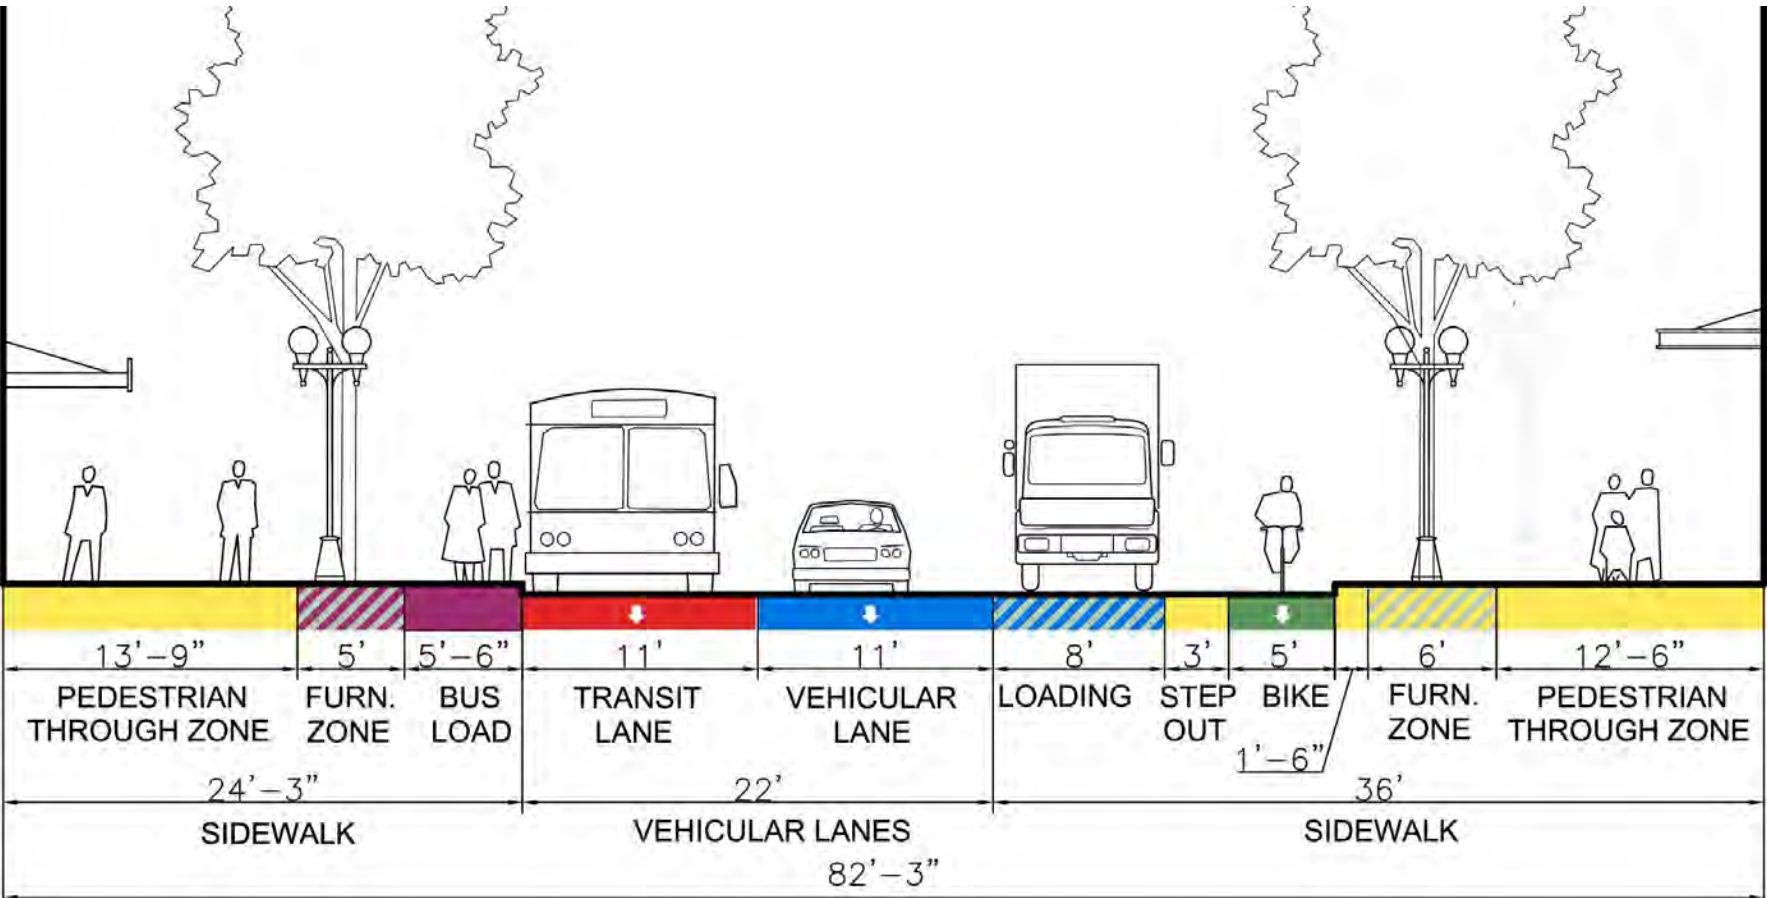 13'-9" 5' 5'-6" 11' 11' 8' 3' 5' 6' 12'-6"
PEDESTRIAN THROUGH ZONE
FURN. ZONE
BUS LOAD
TRANSIT LANE
VEHICULAR LANE
LOADING
STEP OUT
BIKE
1'-6"
FURN. ZONE
PEDESTRIAN THROUGH ZONE
24'-3" 22' 36'
SIDEWALK VEHICULAR LANES SIDEWALK
82'-3"